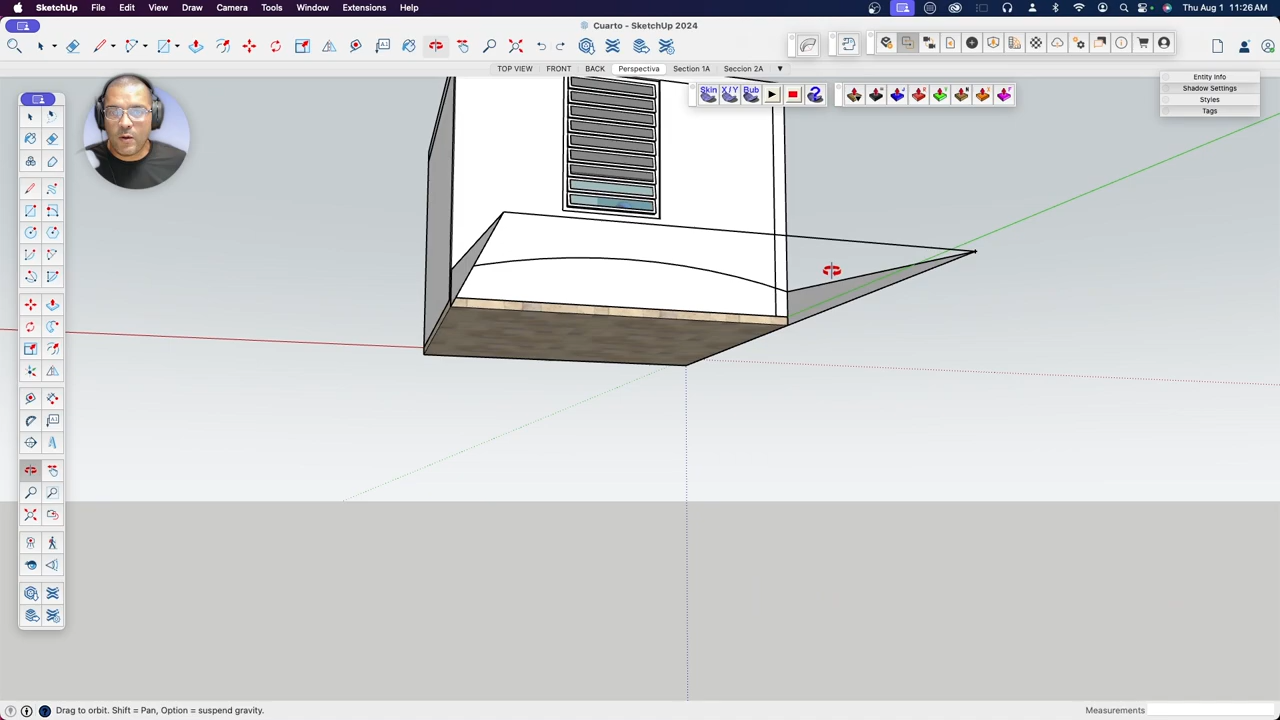 SketchUp File Edit View Draw Camera Tools Window Extensions Help
Thu Aug 1 11:26 AM
Cuarto - SketchUp 2024
TOP VIEW FRONT BACK Perspectiva Section 1A Seccion 2A
Skin X/Y Bub
Entity Info
Shadow Settings
Styles
Tags
Drag to orbit. Shift = Pan, Option = suspend gravity.
Measurements